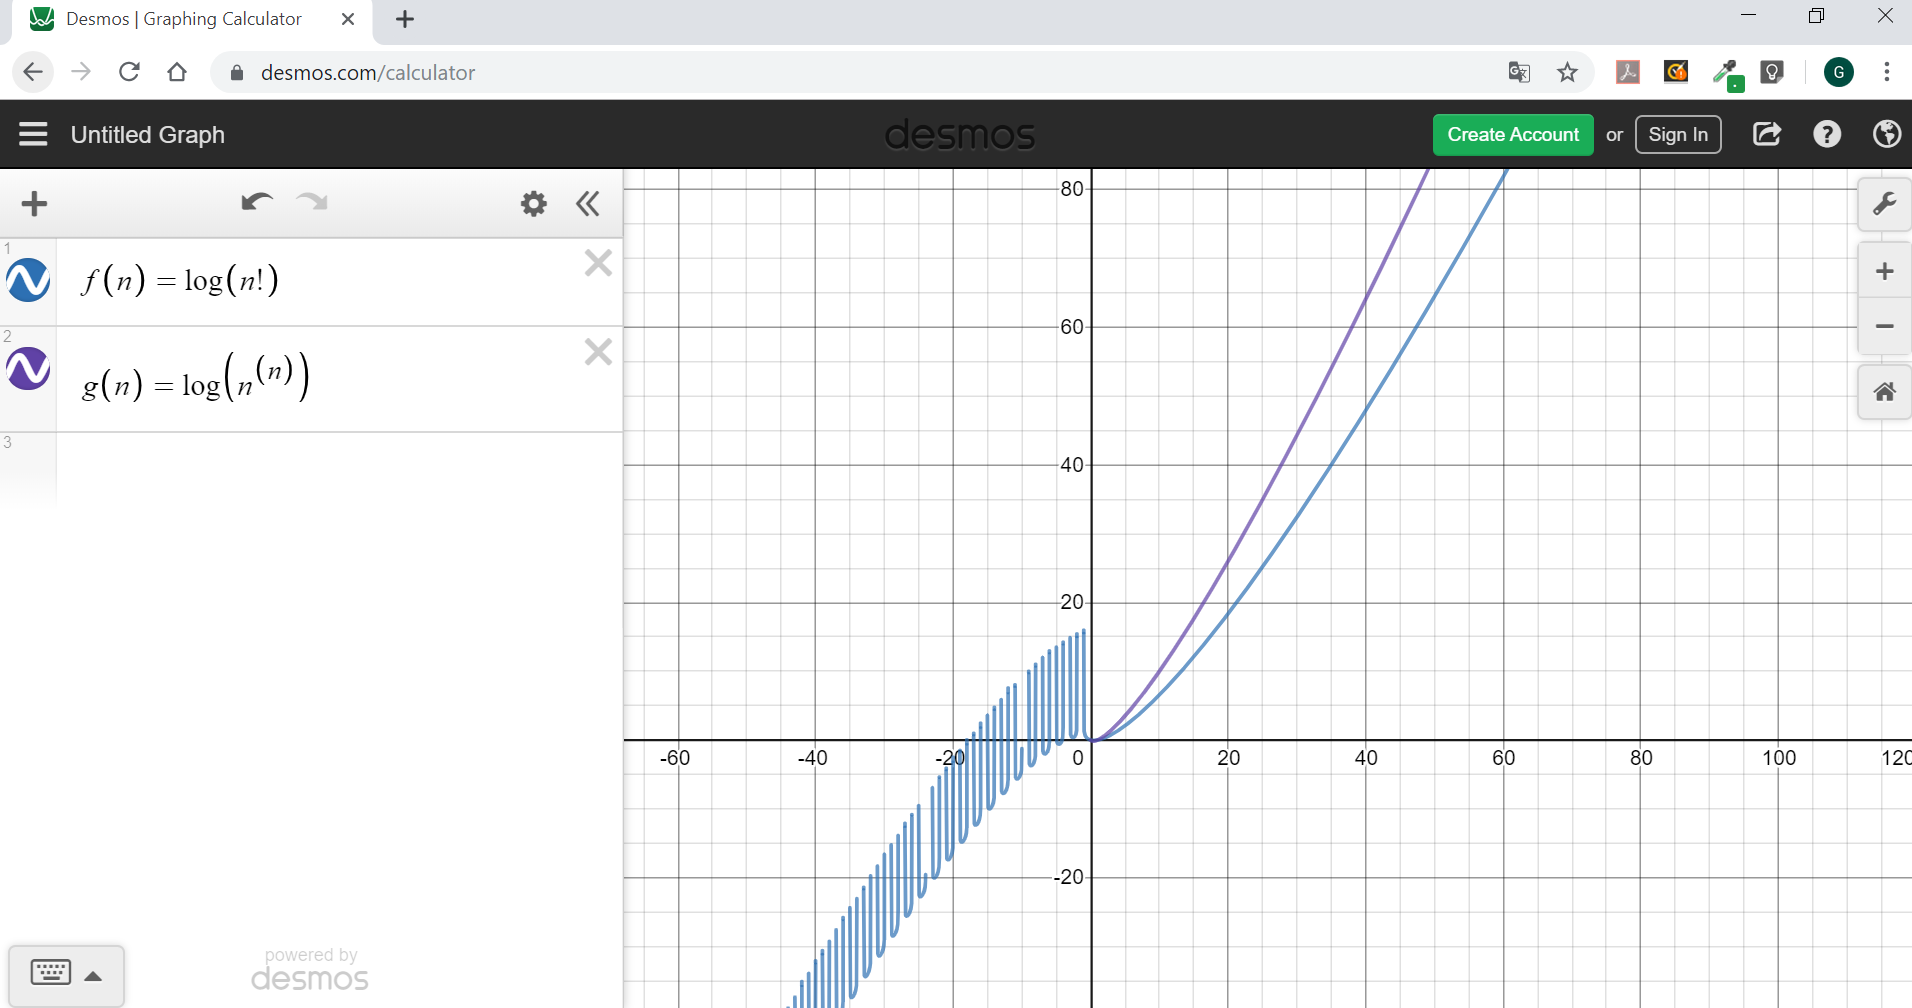 Desmos | Graphing Calculator
desmos.com/calculator
G
Untitled Graph
desmos
Create Account or Sign In
1
f(n) = log(n!)
2
g(n) = log(n^(n))
3
powered by
desmos
80
60
40
20
-60 -40 -20 0 20 40 60 80 100 120
-20